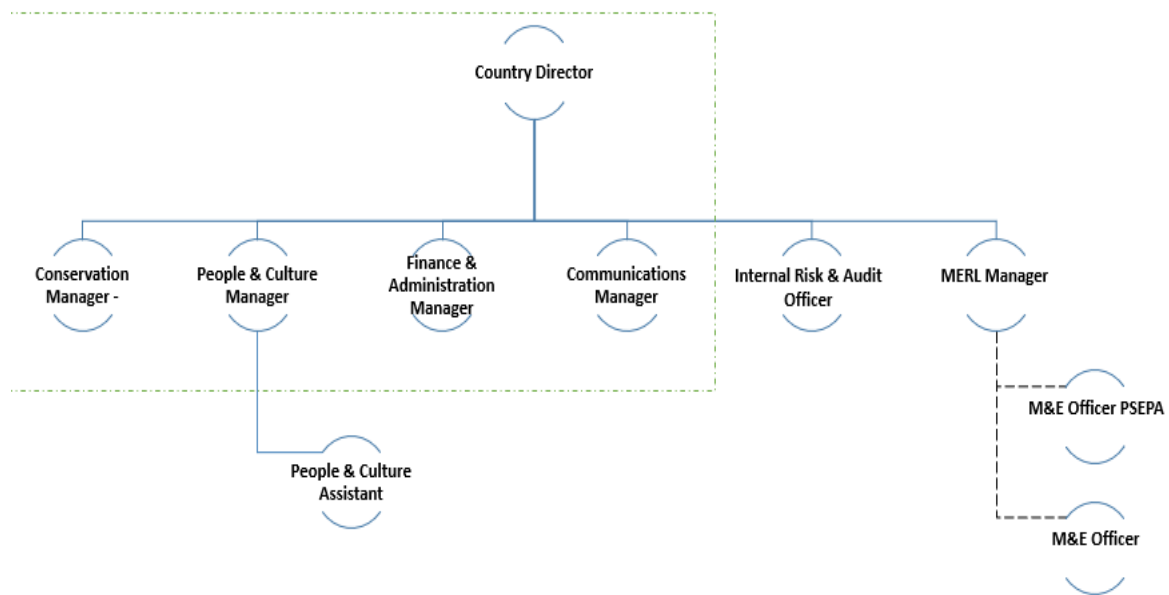 Country Director
Conservation
Manager -
People & Culture
Manager
Finance &
Administration
Manager
Communications
Manager
Internal Risk & Audit
Officer
MERL Manager
M&E Officer PSEPA
People & Culture
Assistant
M&E Officer